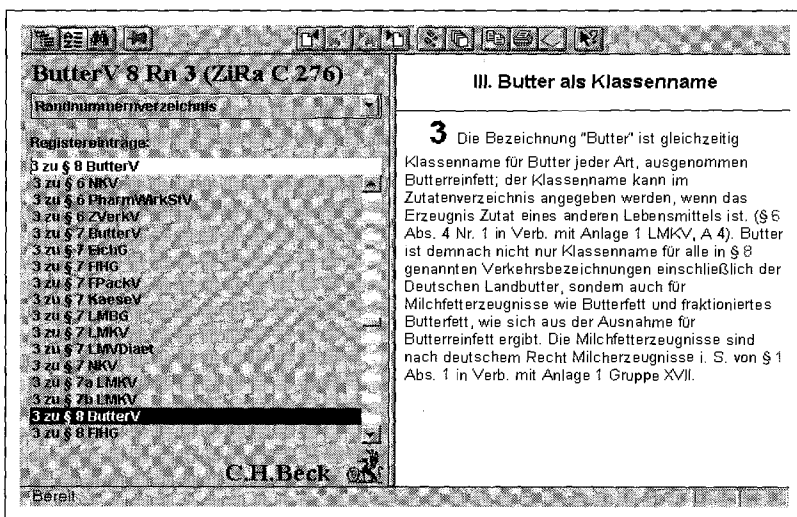 ButterV 8 Rn 3 (ZiRa C 276)
Randnummernverzeichnis
Registereinträge:
3 zu § 8 ButterV
3 zu § 6 NKV
3 zu § 6 PharmWirkStV
3 zu § 6 ZVerkV
3 zu § 7 ButterV
3 zu § 7 EichG
3 zu § 7 FlHG
3 zu § 7 FPackV
3 zu § 7 KaeseV
3 zu § 7 LMBG
3 zu § 7 LMKV
3 zu § 7 LMVDiaet
3 zu § 7 NKV
3 zu § 7a LMKV
3 zu § 7b LMKV
3 zu § 8 ButterV
3 zu § 8 FlHG
C.H.Beck
Bereit
III. Butter als Klassenname
3 Die Bezeichnung "Butter" ist gleichzeitig
Klassenname für Butter jeder Art, ausgenommen
Butterreinfett; der Klassenname kann im
Zutatenverzeichnis angegeben werden, wenn das
Erzeugnis Zutat eines anderen Lebensmittels ist. (§ 6
Abs. 4 Nr. 1 in Verb. mit Anlage 1 LMKV, A 4). Butter
ist demnach nicht nur Klassenname für alle in § 8
genannten Verkehrsbezeichnungen einschließlich der
Deutschen Landbutter, sondern auch für
Milchfetterzeugnisse wie Butterfett und fraktioniertes
Butterfett, wie sich aus der Ausnahme für
Butterreinfett ergibt. Die Milchfetterzeugnisse sind
nach deutschem Recht Milcherzeugnisse i. S. von § 1
Abs. 1 in Verb. mit Anlage 1 Gruppe XVII.